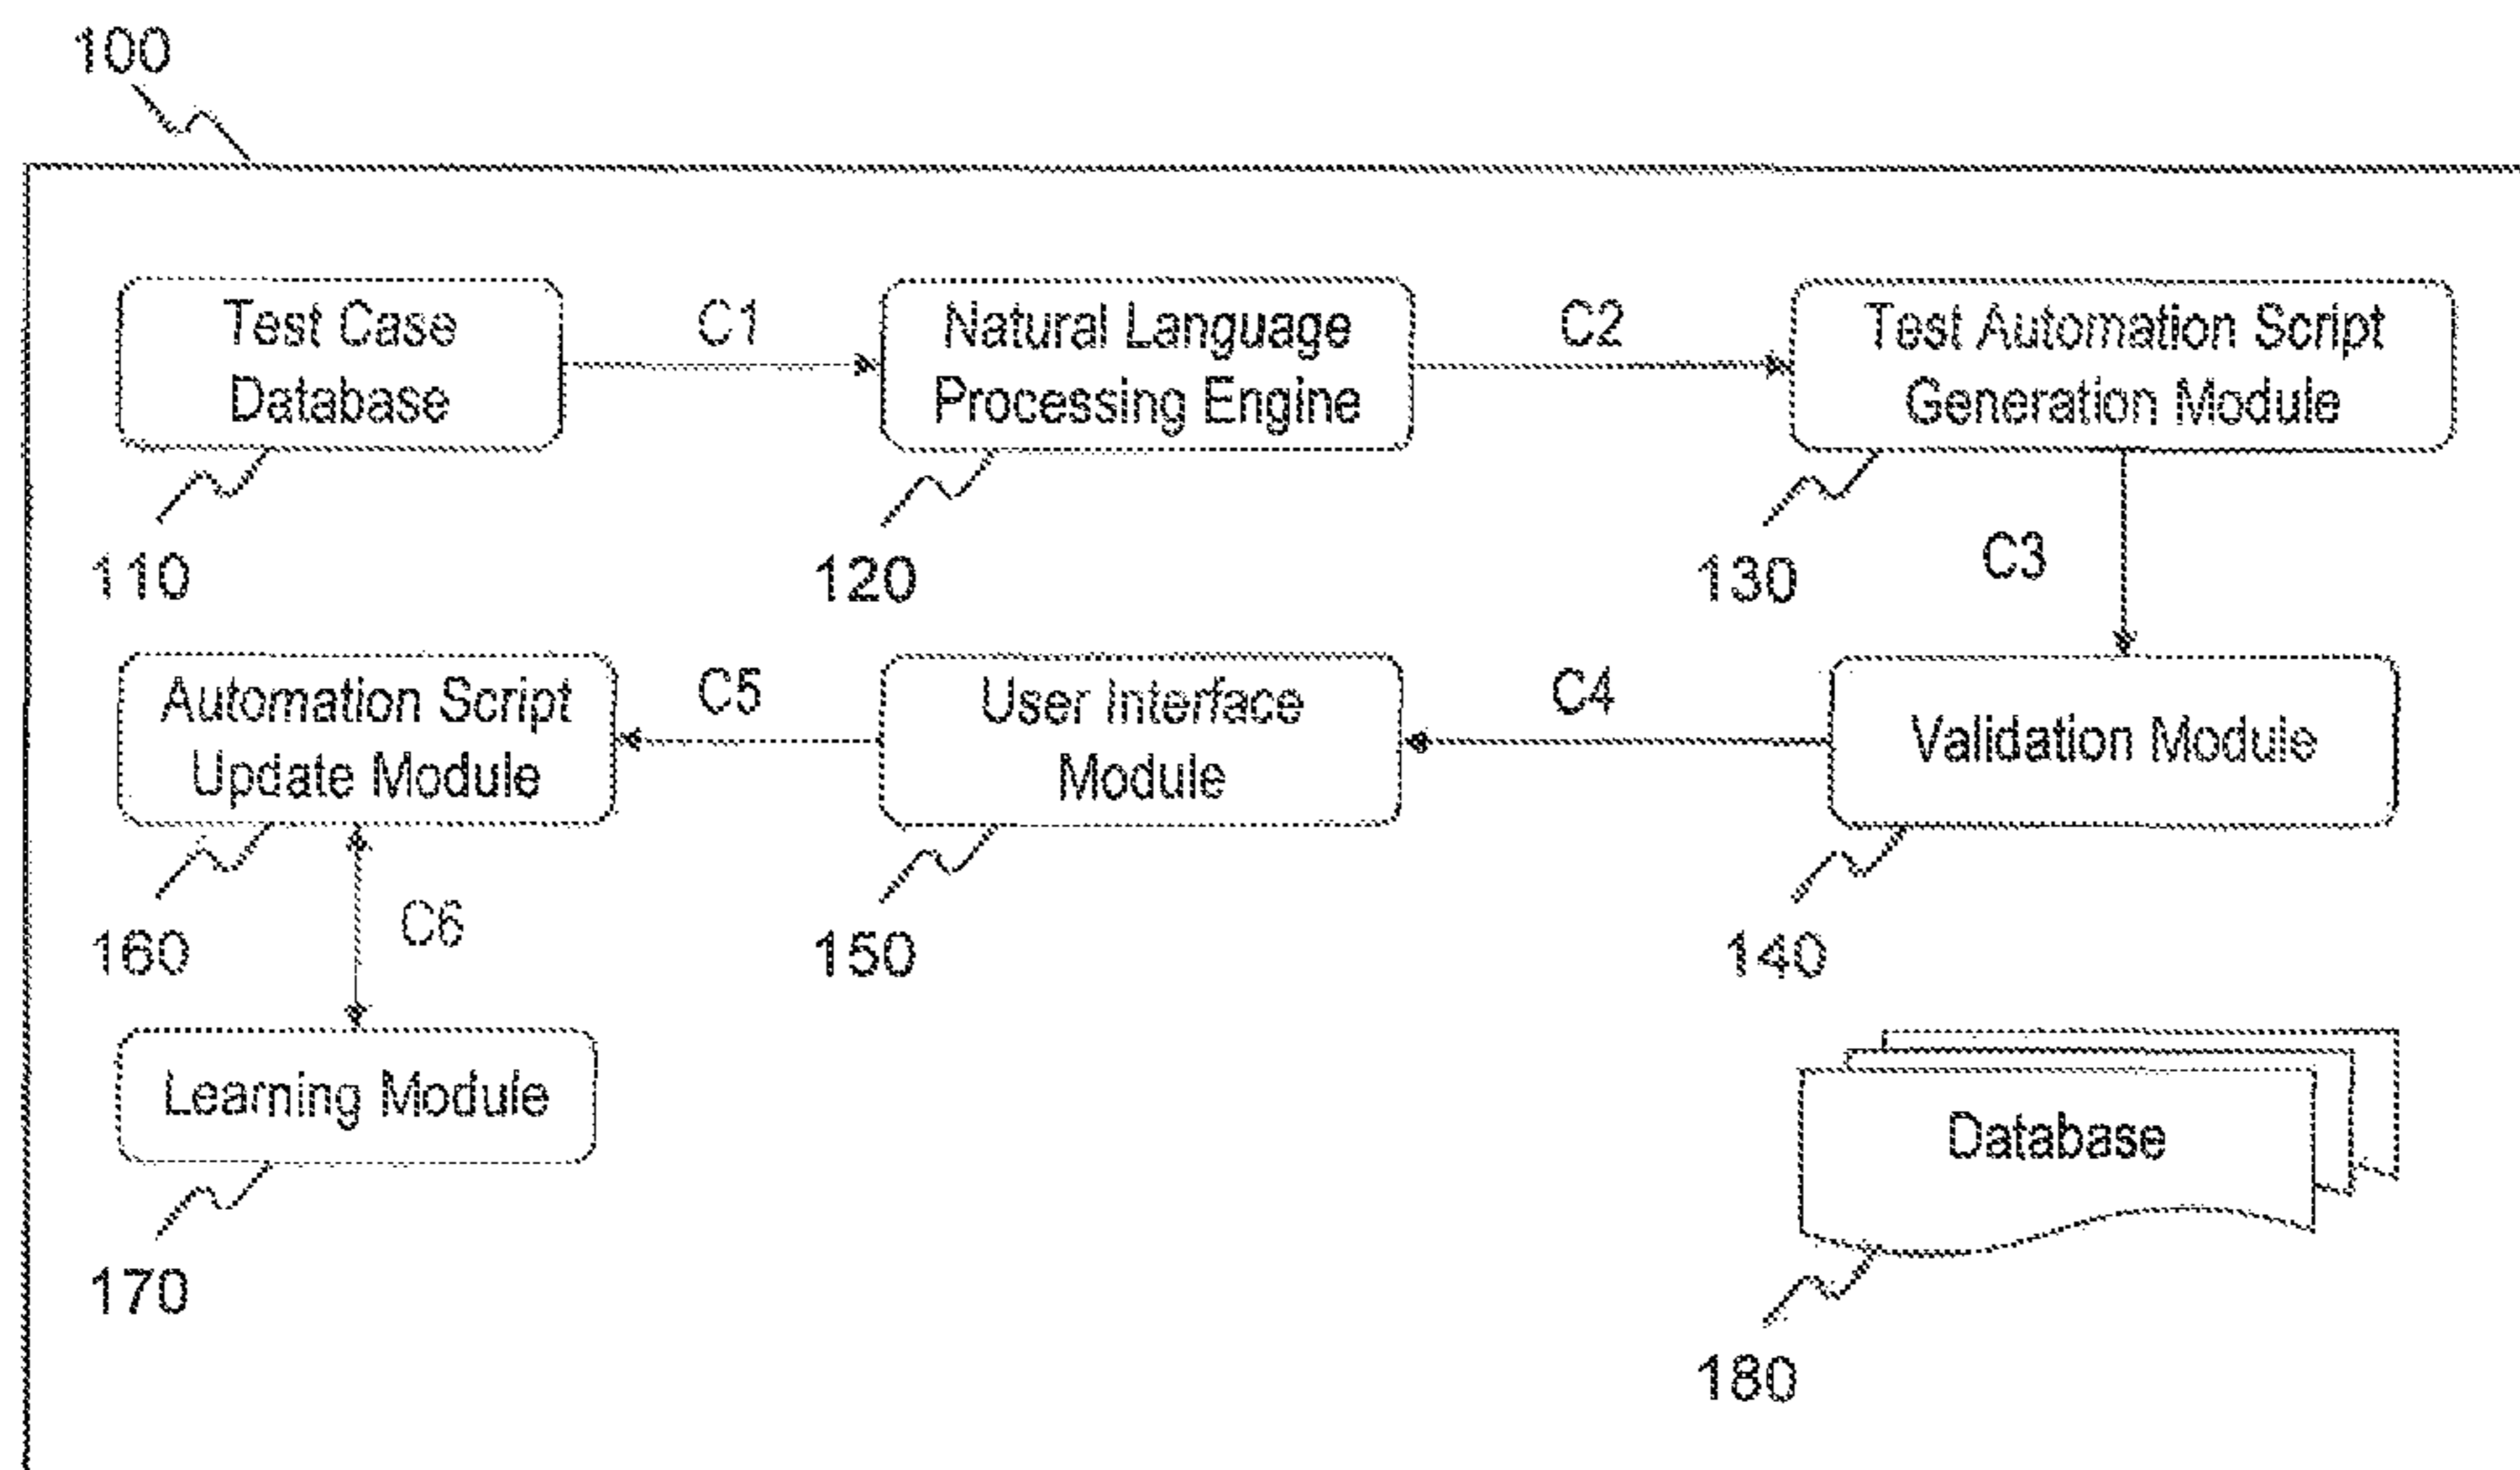 100
Test Case
Database
C1
Natural Language
Processing Engine
C2
Test Automation Script
Generation Module
110
120
130
C3
Automation Script
Update Module
C5
User Interface
Module
C4
Validation Module
160
C6
150
140
Learning Module
Database
170
180